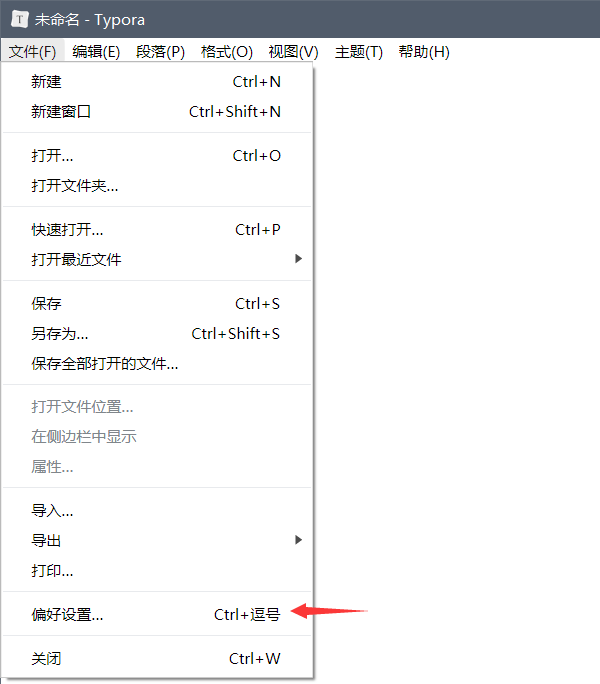 T 未命名 - Typora
文件(F) 编辑(E) 段落(P) 格式(O) 视图(V) 主题(T) 帮助(H)
新建 Ctrl+N
新建窗口 Ctrl+Shift+N
打开... Ctrl+O
打开文件夹...
快速打开... Ctrl+P
打开最近文件
保存 Ctrl+S
另存为... Ctrl+Shift+S
保存全部打开的文件...
打开文件位置...
在侧边栏中显示
属性...
导入...
导出
打印...
偏好设置... Ctrl+逗号
关闭 Ctrl+W